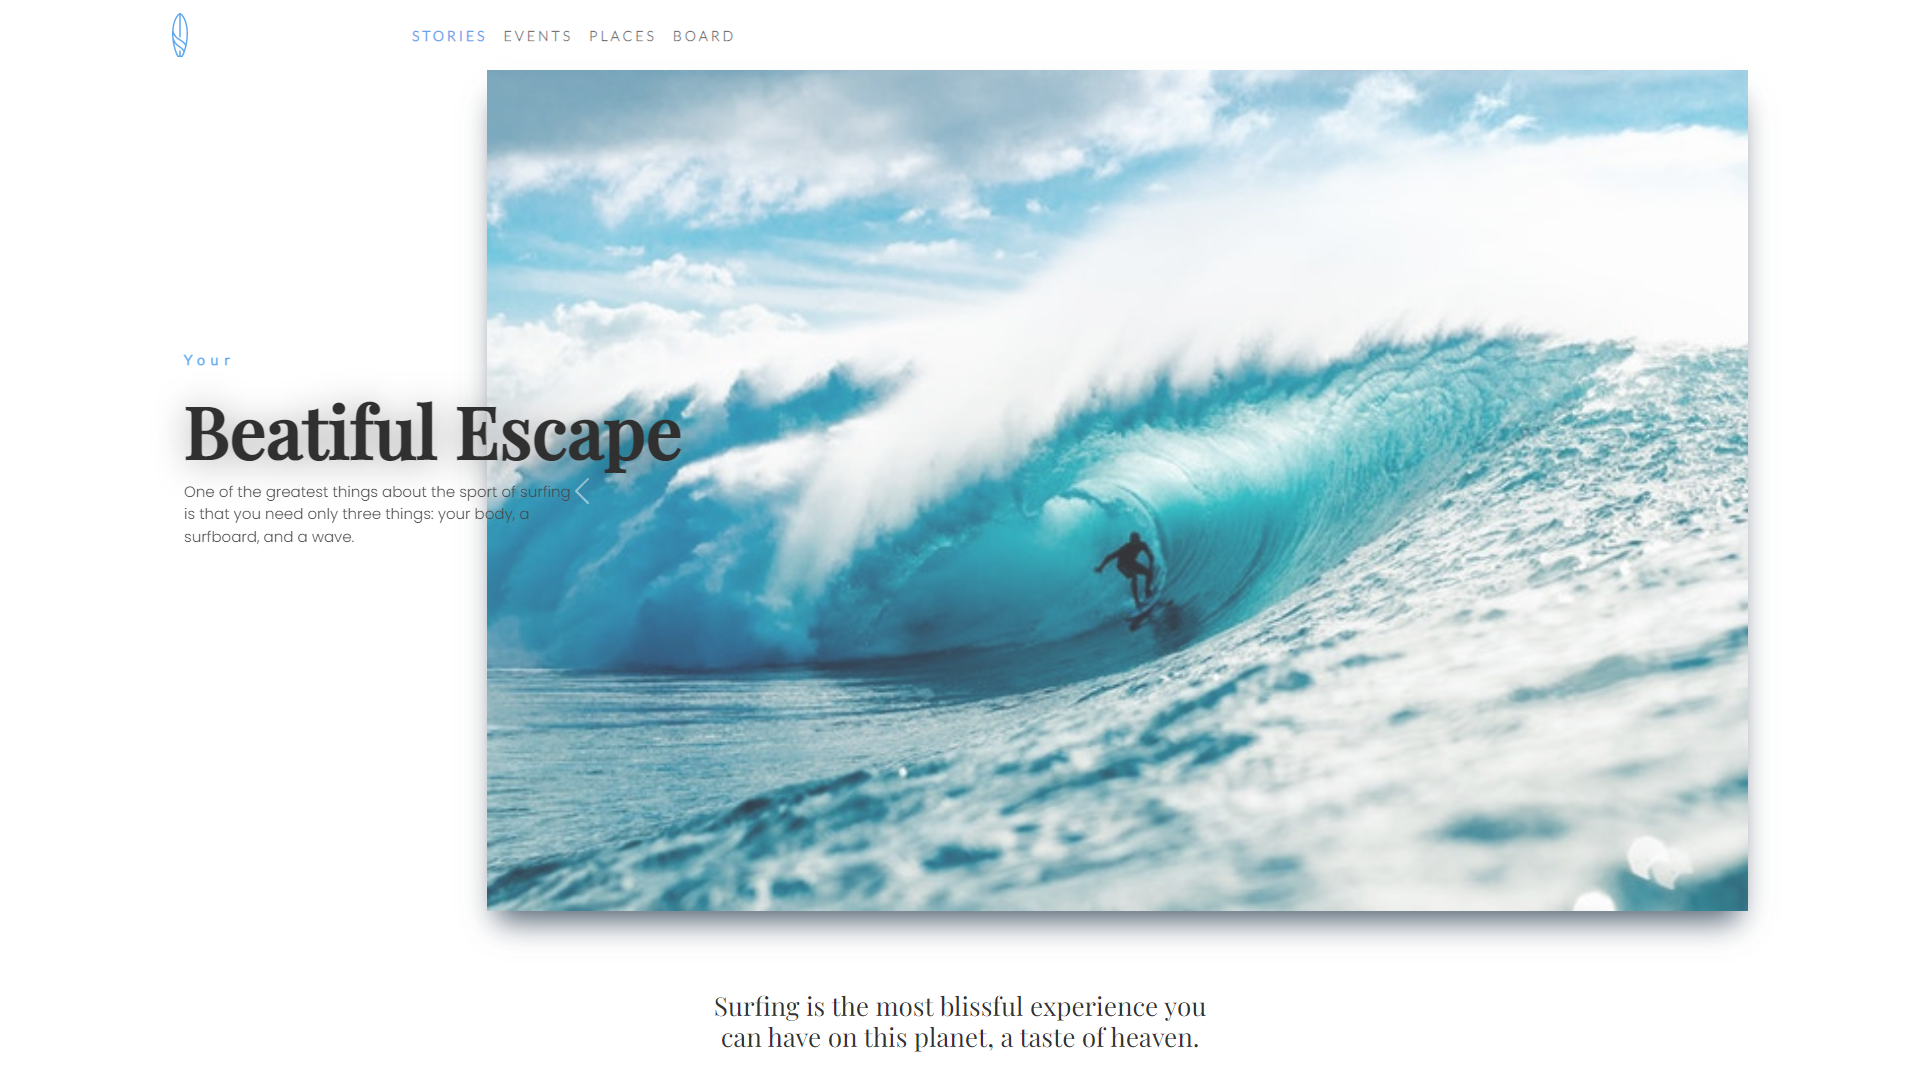 STORIES EVENTS PLACES BOARD
Your
Beatiful Escape
One of the greatest things about the sport of surfing
is that you need only three things: your body, a
surfboard, and a wave.
Surfing is the most blissful experience you
can have on this planet, a taste of heaven.